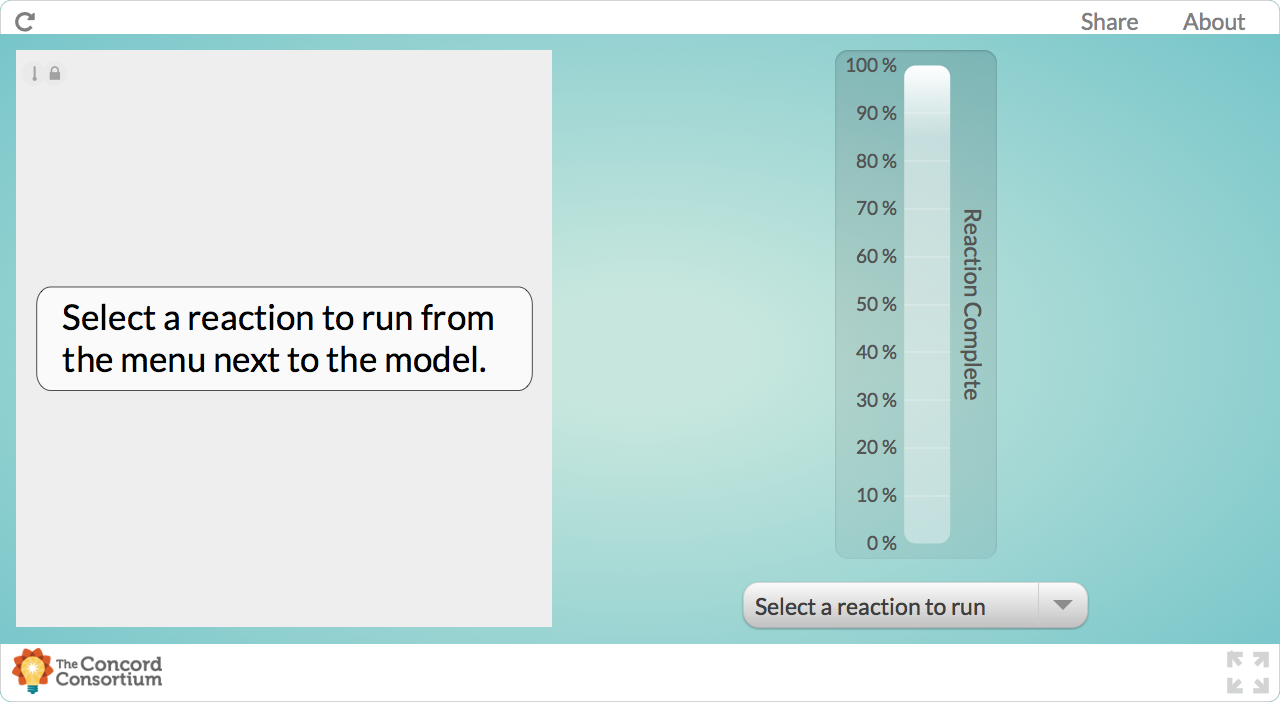 Share About
Select a reaction to run from
the menu next to the model.
100 %
90 %
80 %
70 %
60 %
50 %
40 %
30 %
20 %
10 %
0 %
Reaction Complete
Select a reaction to run
The Concord
Consortium